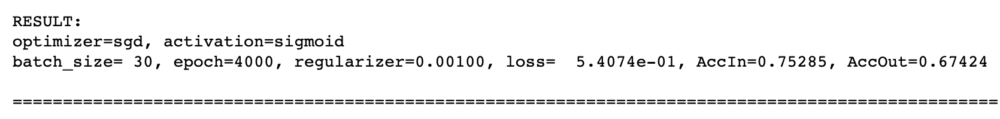 RESULT:
optimizer=sgd, activation=sigmoid
batch_size= 30, epoch=4000, regularizer=0.00100, loss=  5.4074e-01, AccIn=0.75285, AccOut=0.67424
==================================================================================================